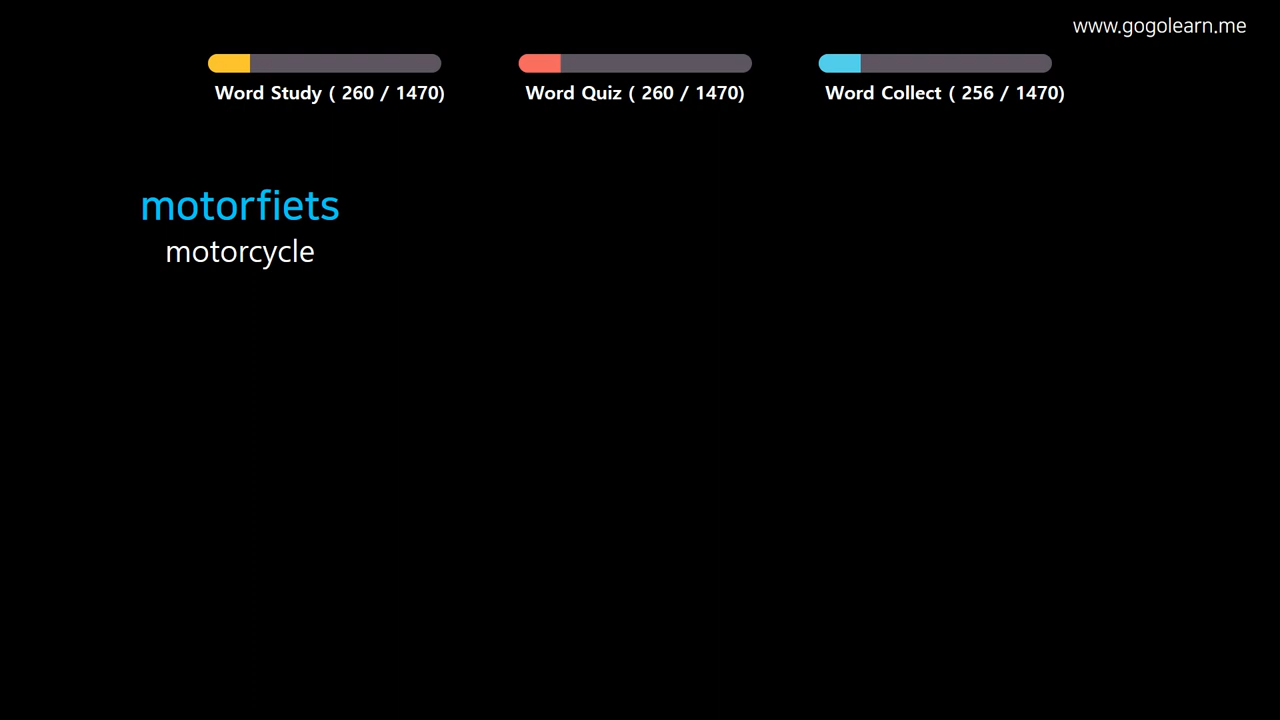 www.gogolearn.me
Word Study ( 260 / 1470)
Word Quiz ( 260 / 1470)
Word Collect ( 256 / 1470)
motorfiets
motorcycle